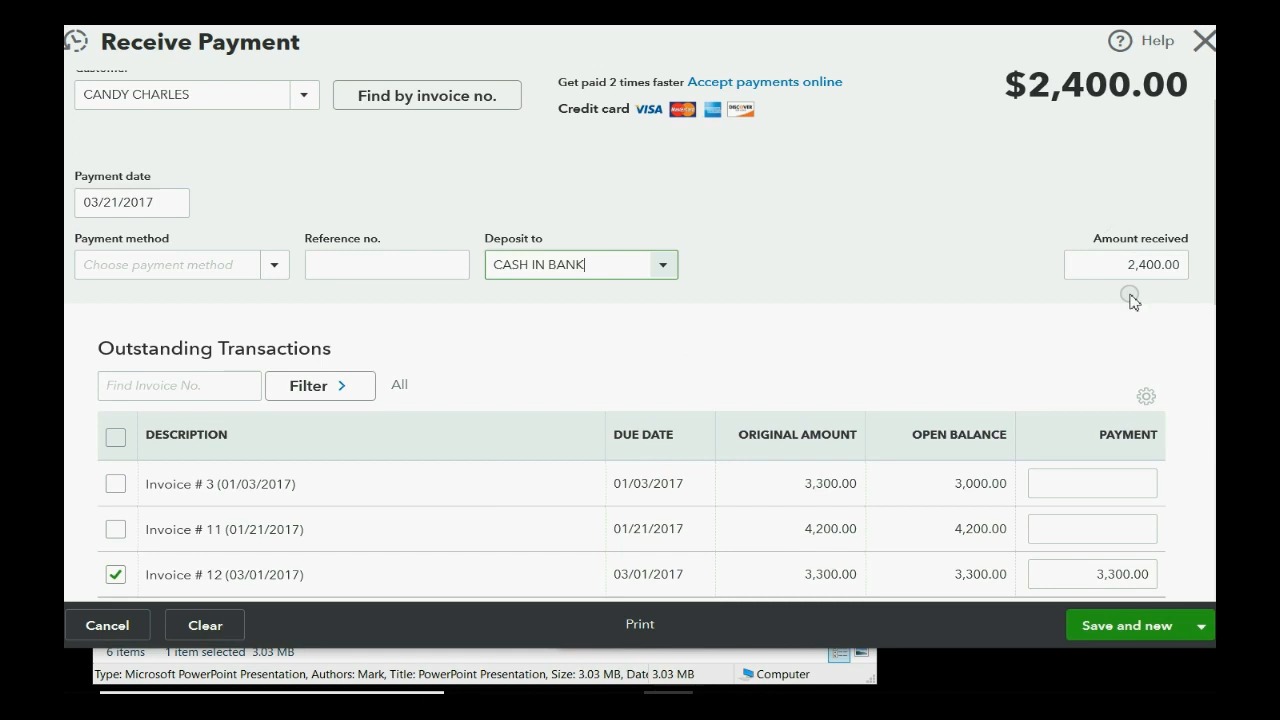 Receive Payment
Help
Customer
CANDY CHARLES
Find by invoice no.
Get paid 2 times faster Accept payments online
Credit card VISA MasterCard DISCOVER
$2,400.00
Payment date
03/21/2017
Payment method
Reference no.
Deposit to
Amount received
Choose payment method
CASH IN BANK
2,400.00
Outstanding Transactions
Find Invoice No.
Filter
All
DESCRIPTION DUE DATE ORIGINAL AMOUNT OPEN BALANCE PAYMENT
Invoice # 3 (01/03/2017) 01/03/2017 3,300.00 3,000.00
Invoice # 11 (01/21/2017) 01/21/2017 4,200.00 4,200.00
Invoice # 12 (03/01/2017) 03/01/2017 3,300.00 3,300.00 3,300.00
Cancel
Clear
Print
Save and new
6 items 1 item selected 3.03 MB
Type: Microsoft PowerPoint Presentation, Authors: Mark, Title: PowerPoint Presentation, Size: 3.03 MB, Dat 3.03 MB Computer